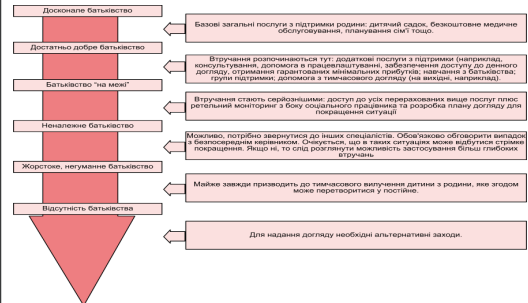 Досконале батьківство
Базові загальні послуги з підтримки родини: дитячий садок, безкоштовне медичне
обслуговування, планування сім'ї тощо.
Достатньо добре батьківство
Втручання розпочинаються тут: додаткові послуги з підтримки (наприклад,
консультування, допомога в працевлаштуванні, забезпечення доступу до денного
догляду, отримання гарантованих мінімальних прибутків; навчання з батьківства;
групи підтримки; допомога з тимчасового догляду (на вихідні, наприклад).
Батьківство "на межі"
Втручання стають серйознішими: доступ до усіх перерахованих вище послуг плюс
ретельний моніторинг з боку соціального працівника та розробка плану догляду для
покращення ситуації
Неналежне батьківство
Можливо, потрібно звернутися до інших спеціалістів. Обов'язково обговорити випадок
з безпосереднім керівником. Очікується, що в таких ситуаціях може відбутися стрімке
покращення. Якщо ні, то слід розглянути можливість застосування більш глибоких
втручань
Жорстоке, негуманне батьківство
Майже завжди призводить до тимчасового вилучення дитини з родини, яке згодом
може перетворитися у постійне.
Відсутність батьківства
Для надання догляду необхідні альтернативні заходи.